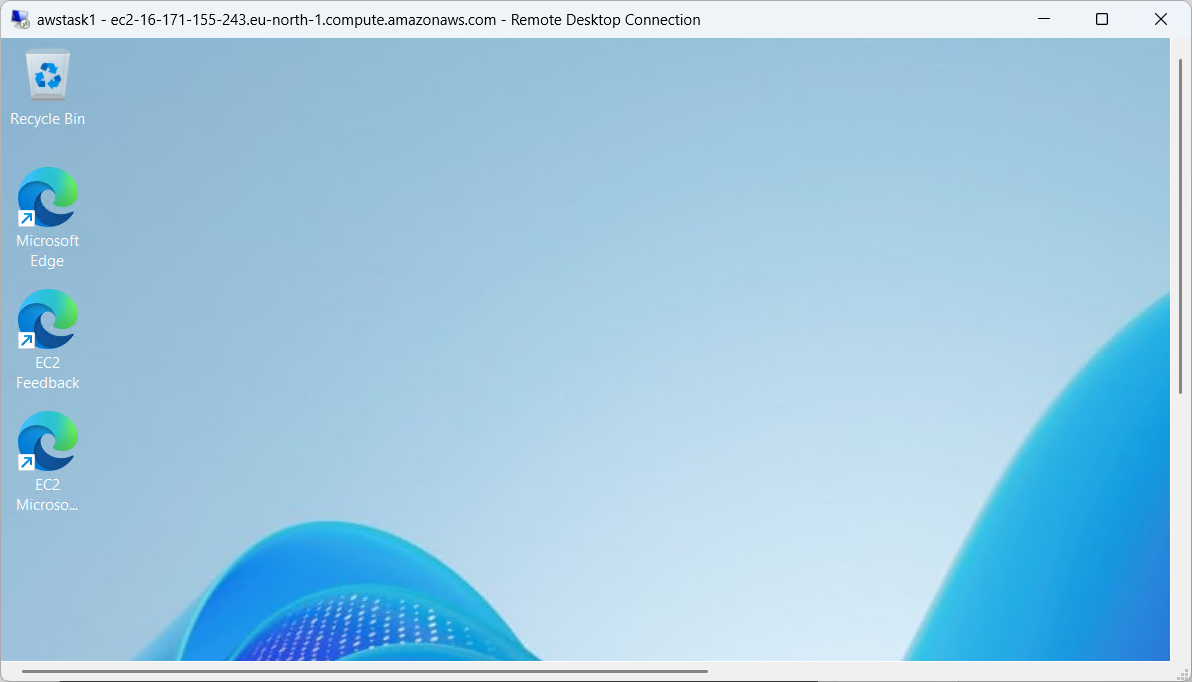 awstask1 - ec2-16-171-155-243.eu-north-1.compute.amazonaws.com - Remote Desktop Connection
Recycle Bin
Microsoft
Edge
EC2
Feedback
EC2
Microso...